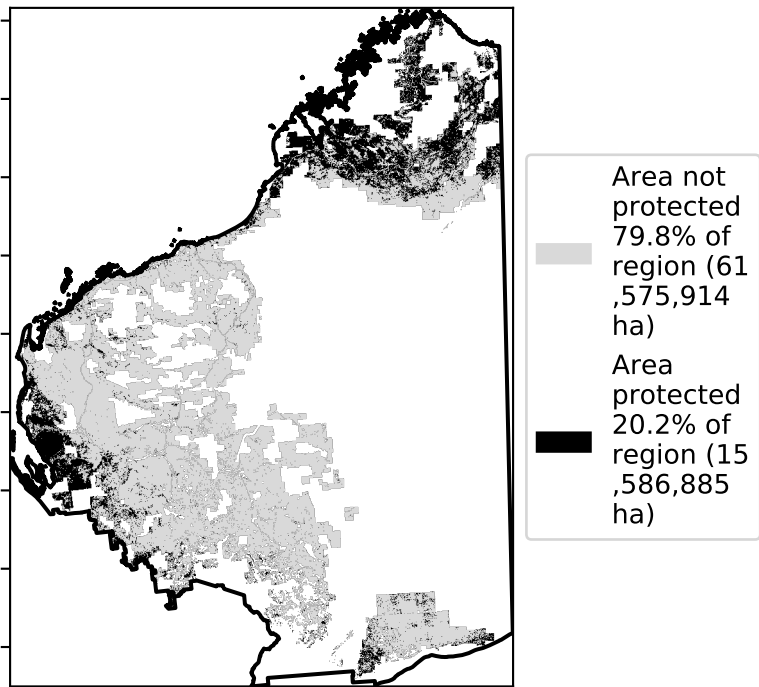 Area not
protected
79.8% of
region (61
,575,914
ha)
Area
protected
20.2% of
region (15
,586,885
ha)